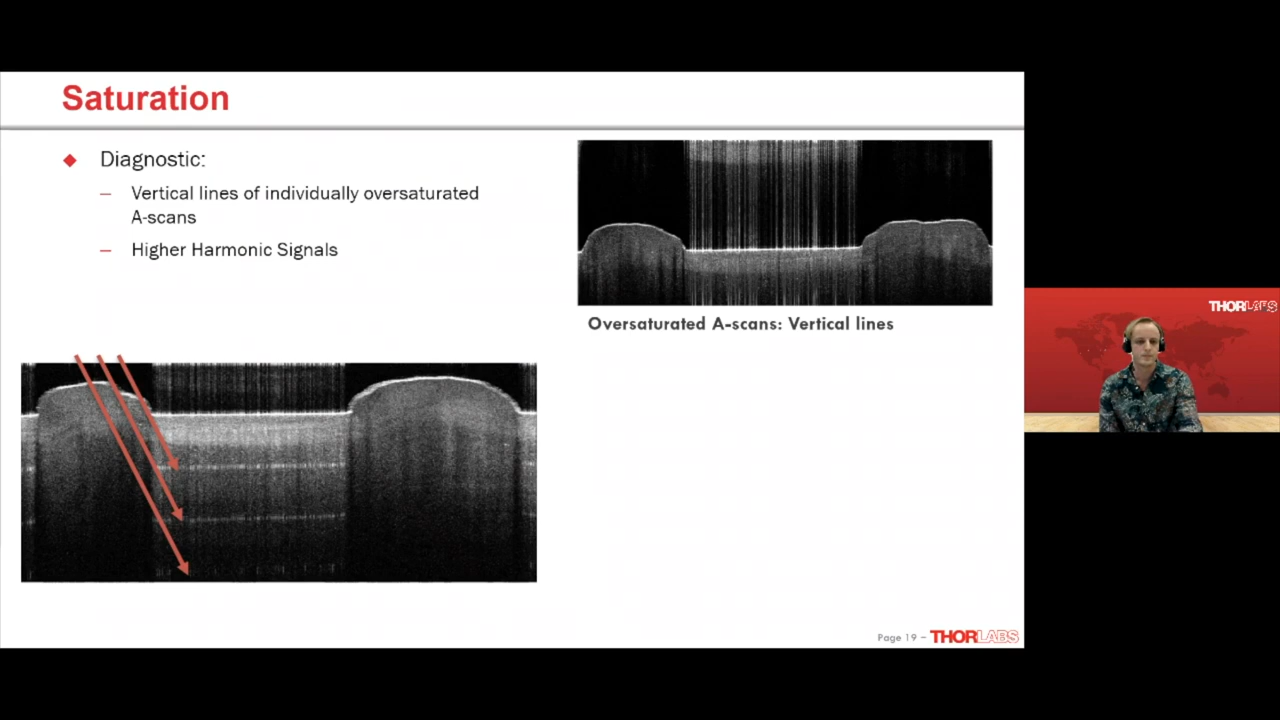 Saturation
Diagnostic:
– Vertical lines of individually oversaturated
A-scans
– Higher Harmonic Signals
Oversaturated A-scans: Vertical lines
Page 19 – THORLABS
THORLABS